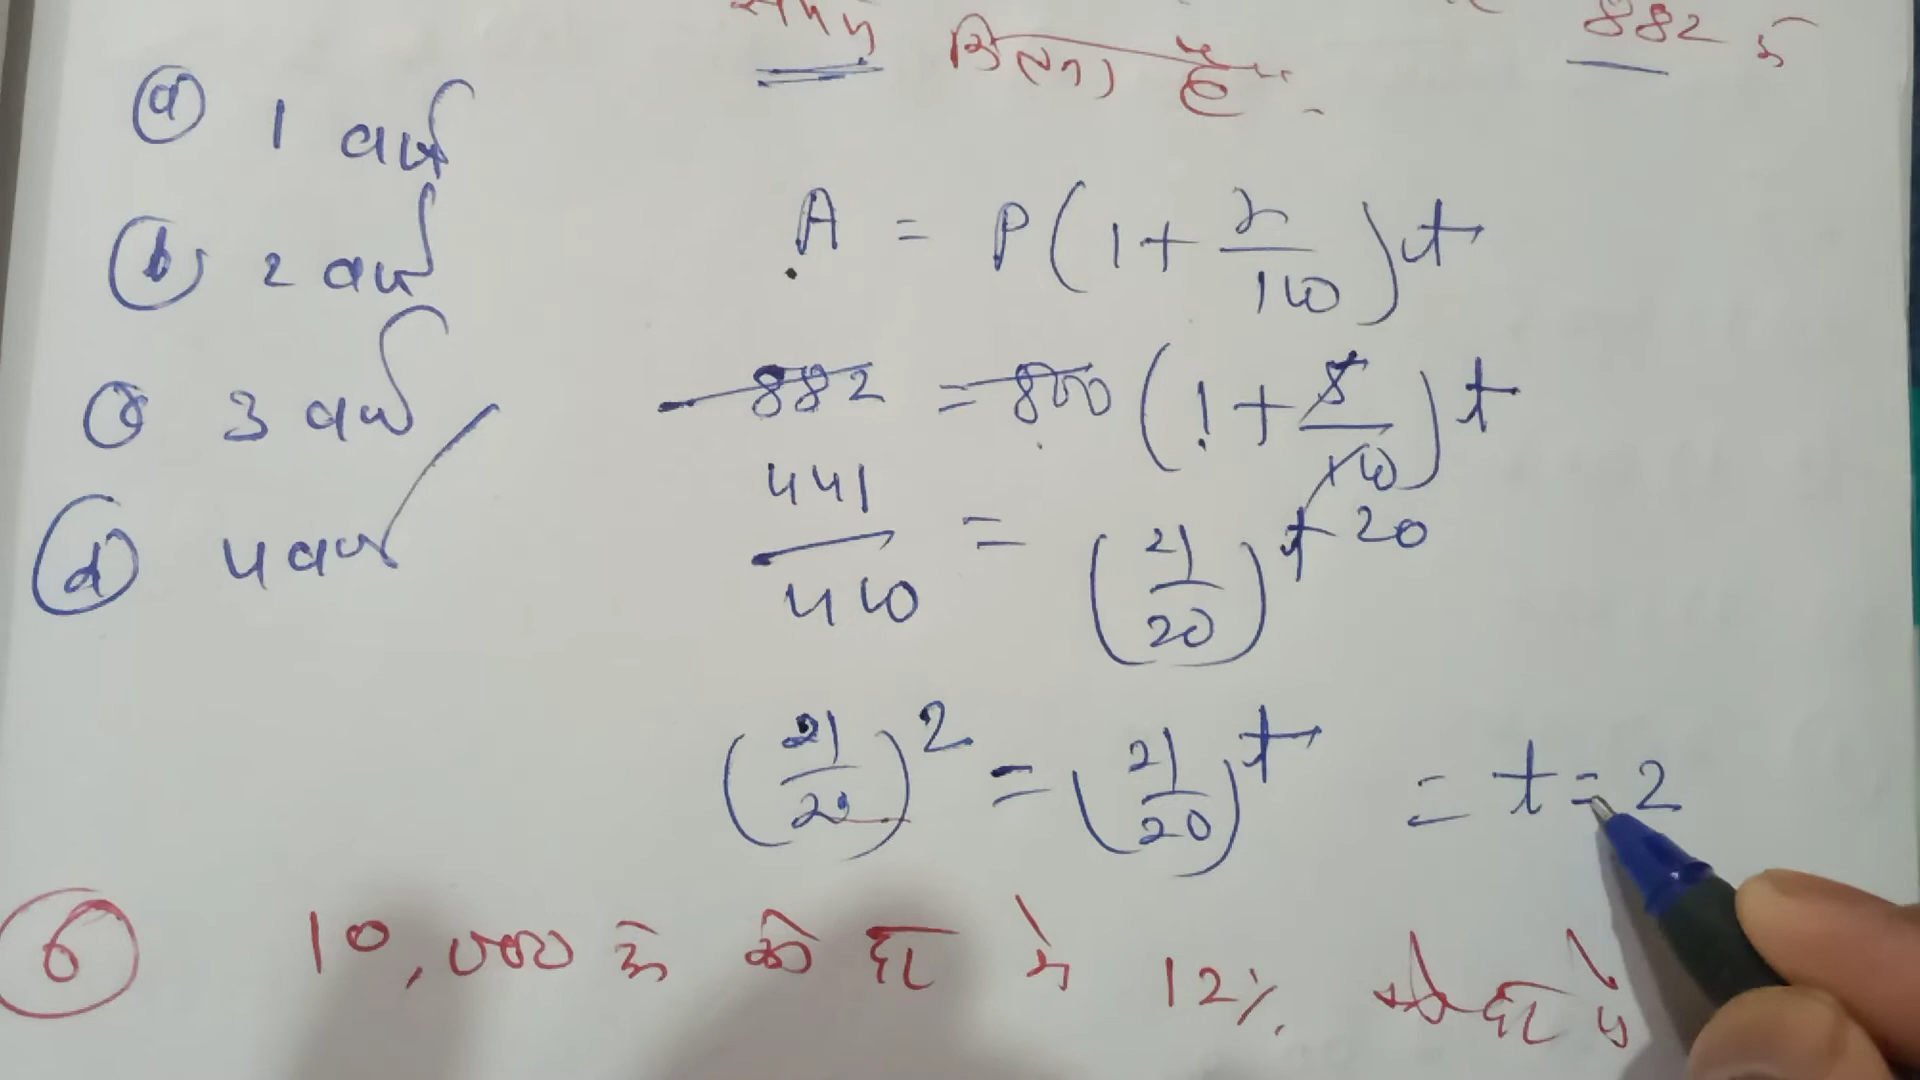 समय कितना है. 882 रु
ⓐ 1 वर्ष
ⓑ 2 वर्ष
ⓒ 3 वर्ष
ⓓ 4 वर्ष
A = P(1 + r/100)t
882 = 800 (1 + 5/100)t
20
441/400 = (21/20)t
(21/20)2 = (21/20)t = t = 2
⑥ 10,000 रु की दर से 12%